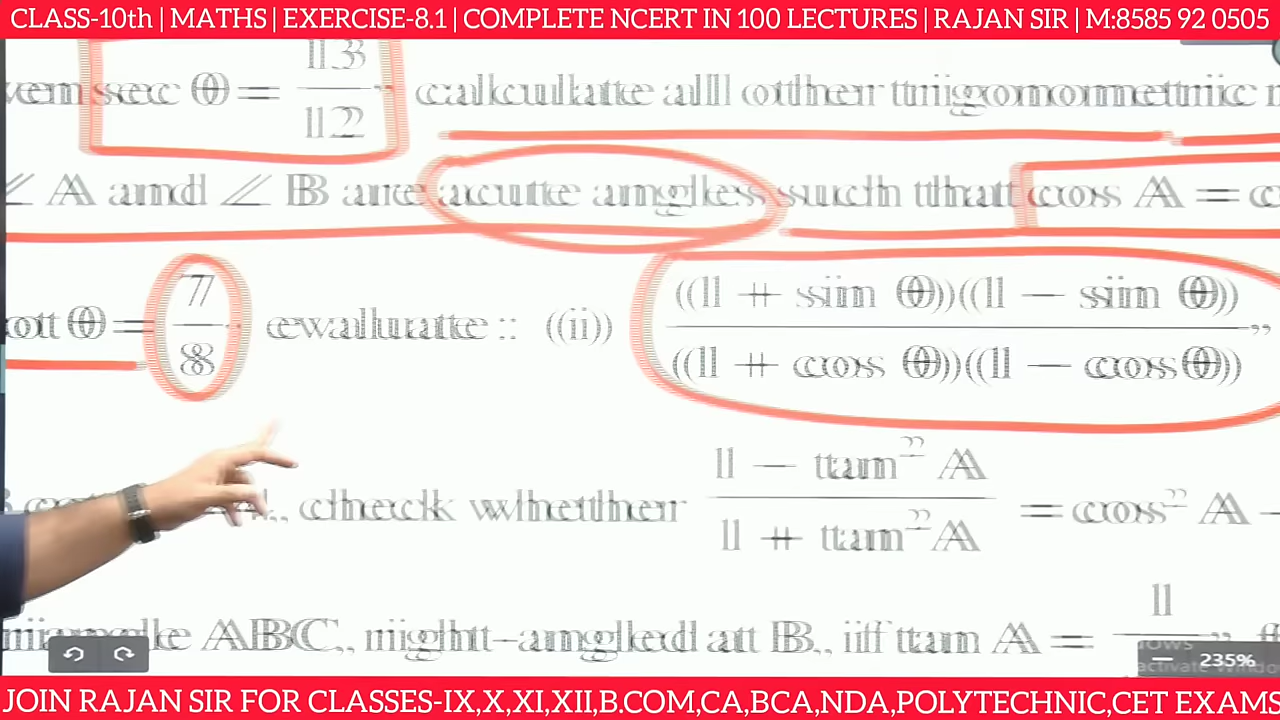 CLASS-10th | MATHS | EXERCISE-8.1 | COMPLETE NCERT IN 100 LECTURES | RAJAN SIR | M:8585 92 0505
sec θ = 13/12, calculate all other trigonometric
∠ A and ∠ B are acute angles such that cos A =
cot θ = 7/8, evaluate : (i) (1 + sin θ)(1 − sin θ) / (1 + cos θ)(1 − cos θ),
check whether 1 − tan² A / 1 + tan² A = cos² A −
ABC, right-angled at B, if tan A = 1
235%
JOIN RAJAN SIR FOR CLASSES-IX,X,XI,XII,B.COM,CA,BCA,NDA,POLYTECHNIC,CET EXAMS